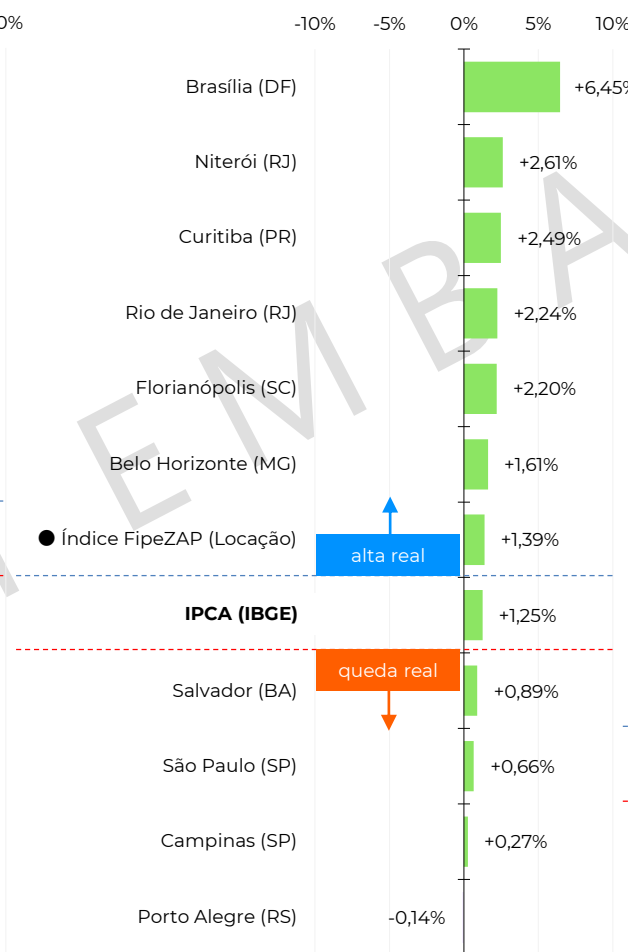 0% -10% -5% 0% 5% 10%
Brasília (DF) +6,45%
Niterói (RJ) +2,61%
Curitiba (PR) +2,49%
Rio de Janeiro (RJ) +2,24%
Florianópolis (SC) +2,20%
Belo Horizonte (MG) +1,61%
Índice FipeZAP (Locação) +1,39%
alta real
IPCA (IBGE) +1,25%
queda real
Salvador (BA) +0,89%
São Paulo (SP) +0,66%
Campinas (SP) +0,27%
Porto Alegre (RS) -0,14%
EMBA